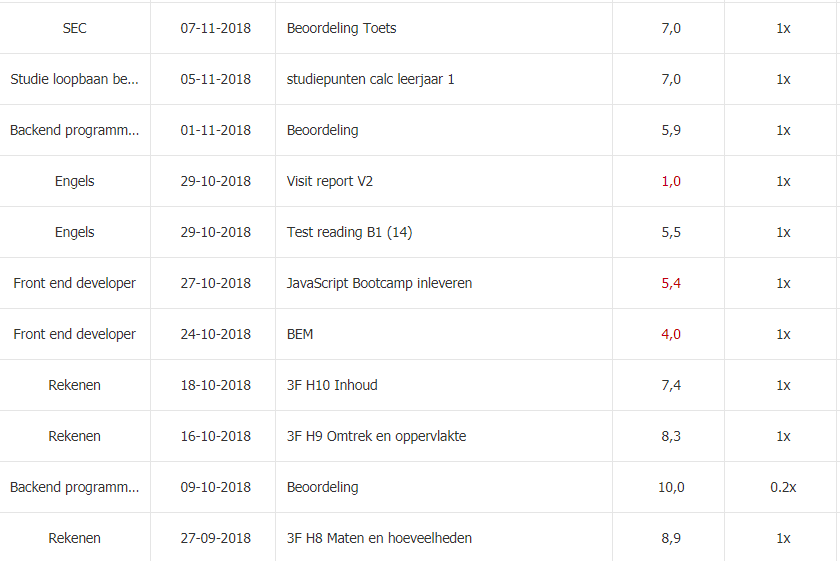 SEC 07-11-2018 Beoordeling Toets 7,0 1x
Studie loopbaan be... 05-11-2018 studiepunten calc leerjaar 1 7,0 1x
Backend programm... 01-11-2018 Beoordeling 5,9 1x
Engels 29-10-2018 Visit report V2 1,0 1x
Engels 29-10-2018 Test reading B1 (14) 5,5 1x
Front end developer 27-10-2018 JavaScript Bootcamp inleveren 5,4 1x
Front end developer 24-10-2018 BEM 4,0 1x
Rekenen 18-10-2018 3F H10 Inhoud 7,4 1x
Rekenen 16-10-2018 3F H9 Omtrek en oppervlakte 8,3 1x
Backend programm... 09-10-2018 Beoordeling 10,0 0.2x
Rekenen 27-09-2018 3F H8 Maten en hoeveelheden 8,9 1x